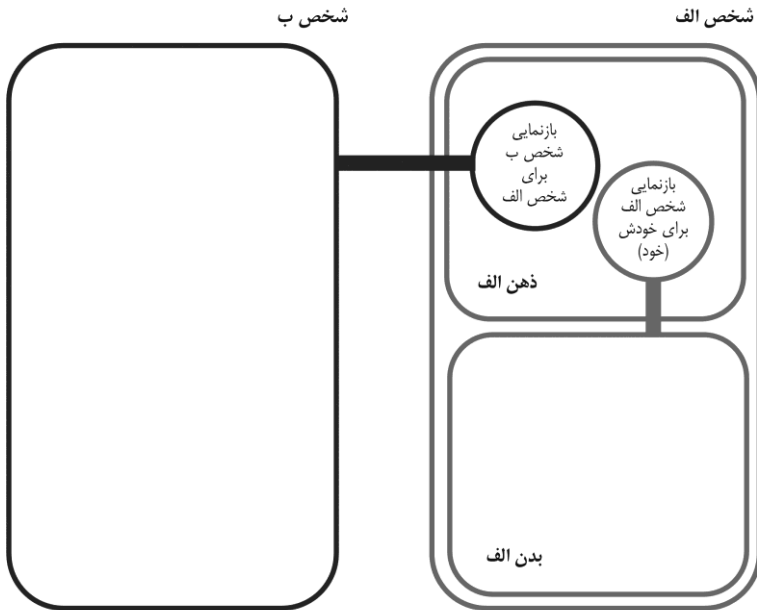 شخص الف
شخص ب
بازنمایی
شخص ب
برای
شخص الف
بازنمایی
شخص الف
برای خودش
(خود)
ذهن الف
بدن الف